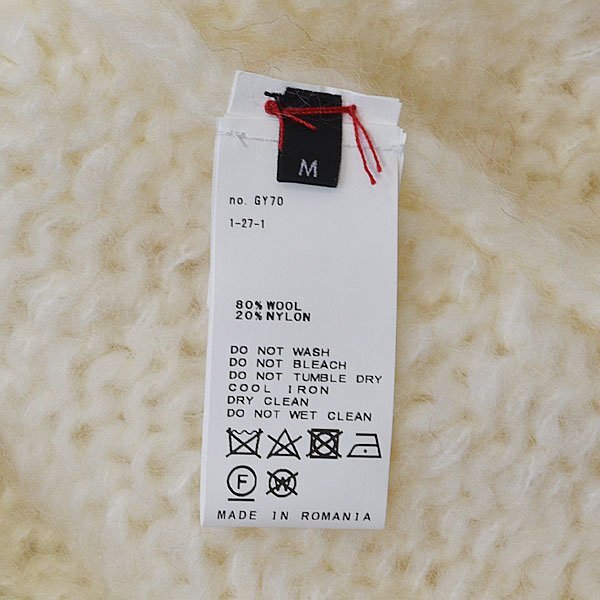 M
no. GY70
1-27-1
80% WOOL
20% NYLON
DO NOT WASH
DO NOT BLEACH
DO NOT TUMBLE DRY
COOL IRON
DRY CLEAN
DO NOT WET CLEAN
F W
MADE IN ROMANIA